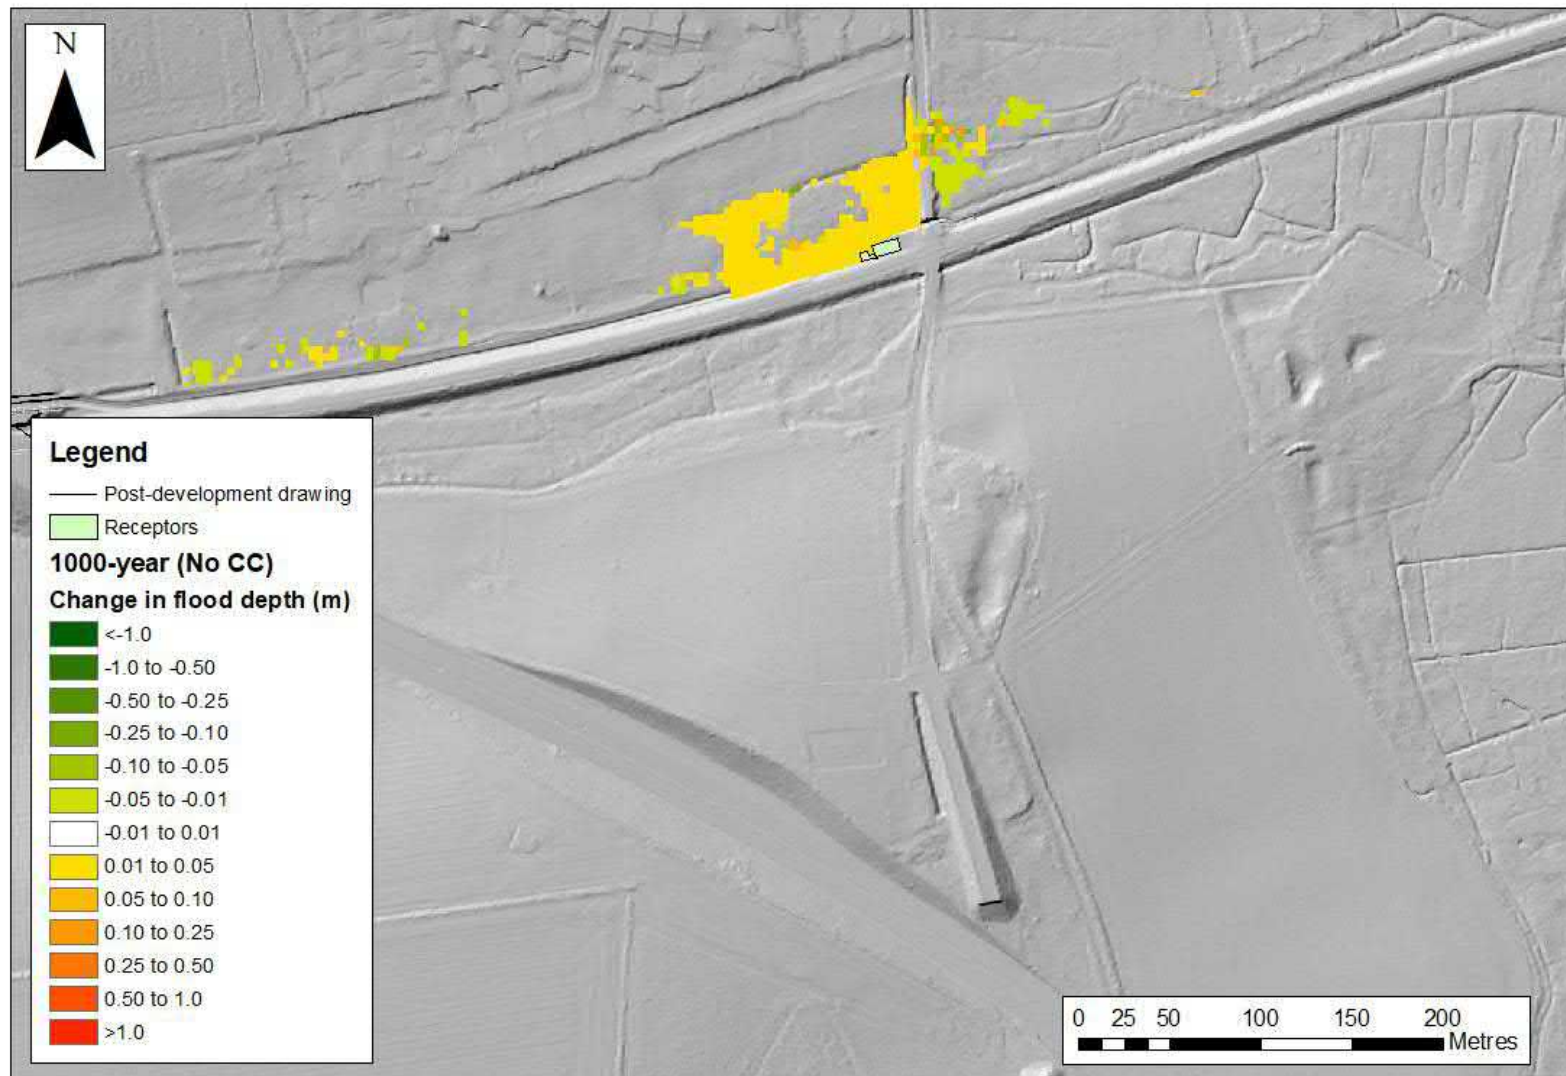 N
Legend
Post-development drawing
Receptors
1000-year (No CC)
Change in flood depth (m)
<-1.0
-1.0 to -0.50
-0.50 to -0.25
-0.25 to -0.10
-0.10 to -0.05
-0.05 to -0.01
-0.01 to 0.01
0.01 to 0.05
0.05 to 0.10
0.10 to 0.25
0.25 to 0.50
0.50 to 1.0
>1.0
0 25 50 100 150 200
Metres